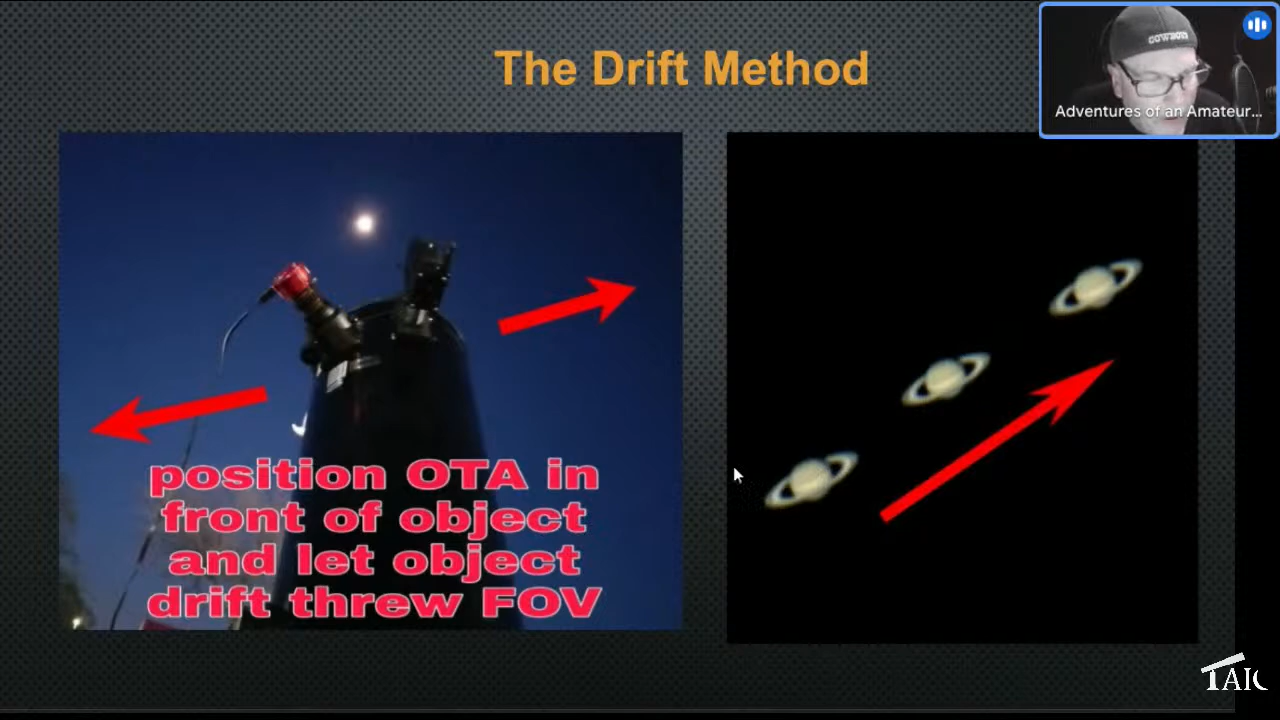 The Drift Method
COWBOYS
Adventures of an Amateur...
position OTA in
front of object
and let object
drift threw FOV
TAIC